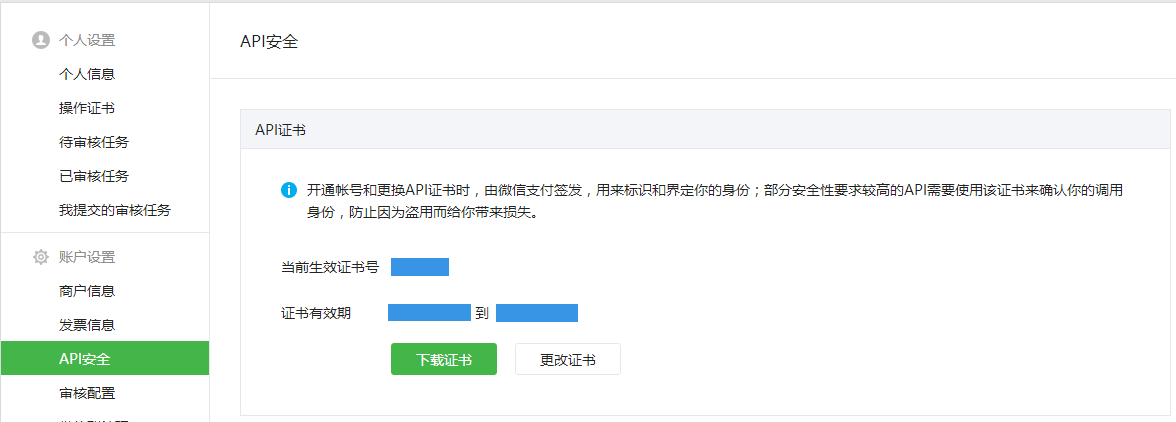 个人设置
个人信息
操作证书
待审核任务
已审核任务
我提交的审核任务
账户设置
商户信息
发票信息
API安全
审核配置
API安全
API证书
开通帐号和更换API证书时，由微信支付签发，用来标识和界定你的身份；部分安全性要求较高的API需要使用该证书来确认你的调用
身份，防止因为盗用而给你带来损失。
当前生效证书号
证书有效期 到
下载证书 更改证书